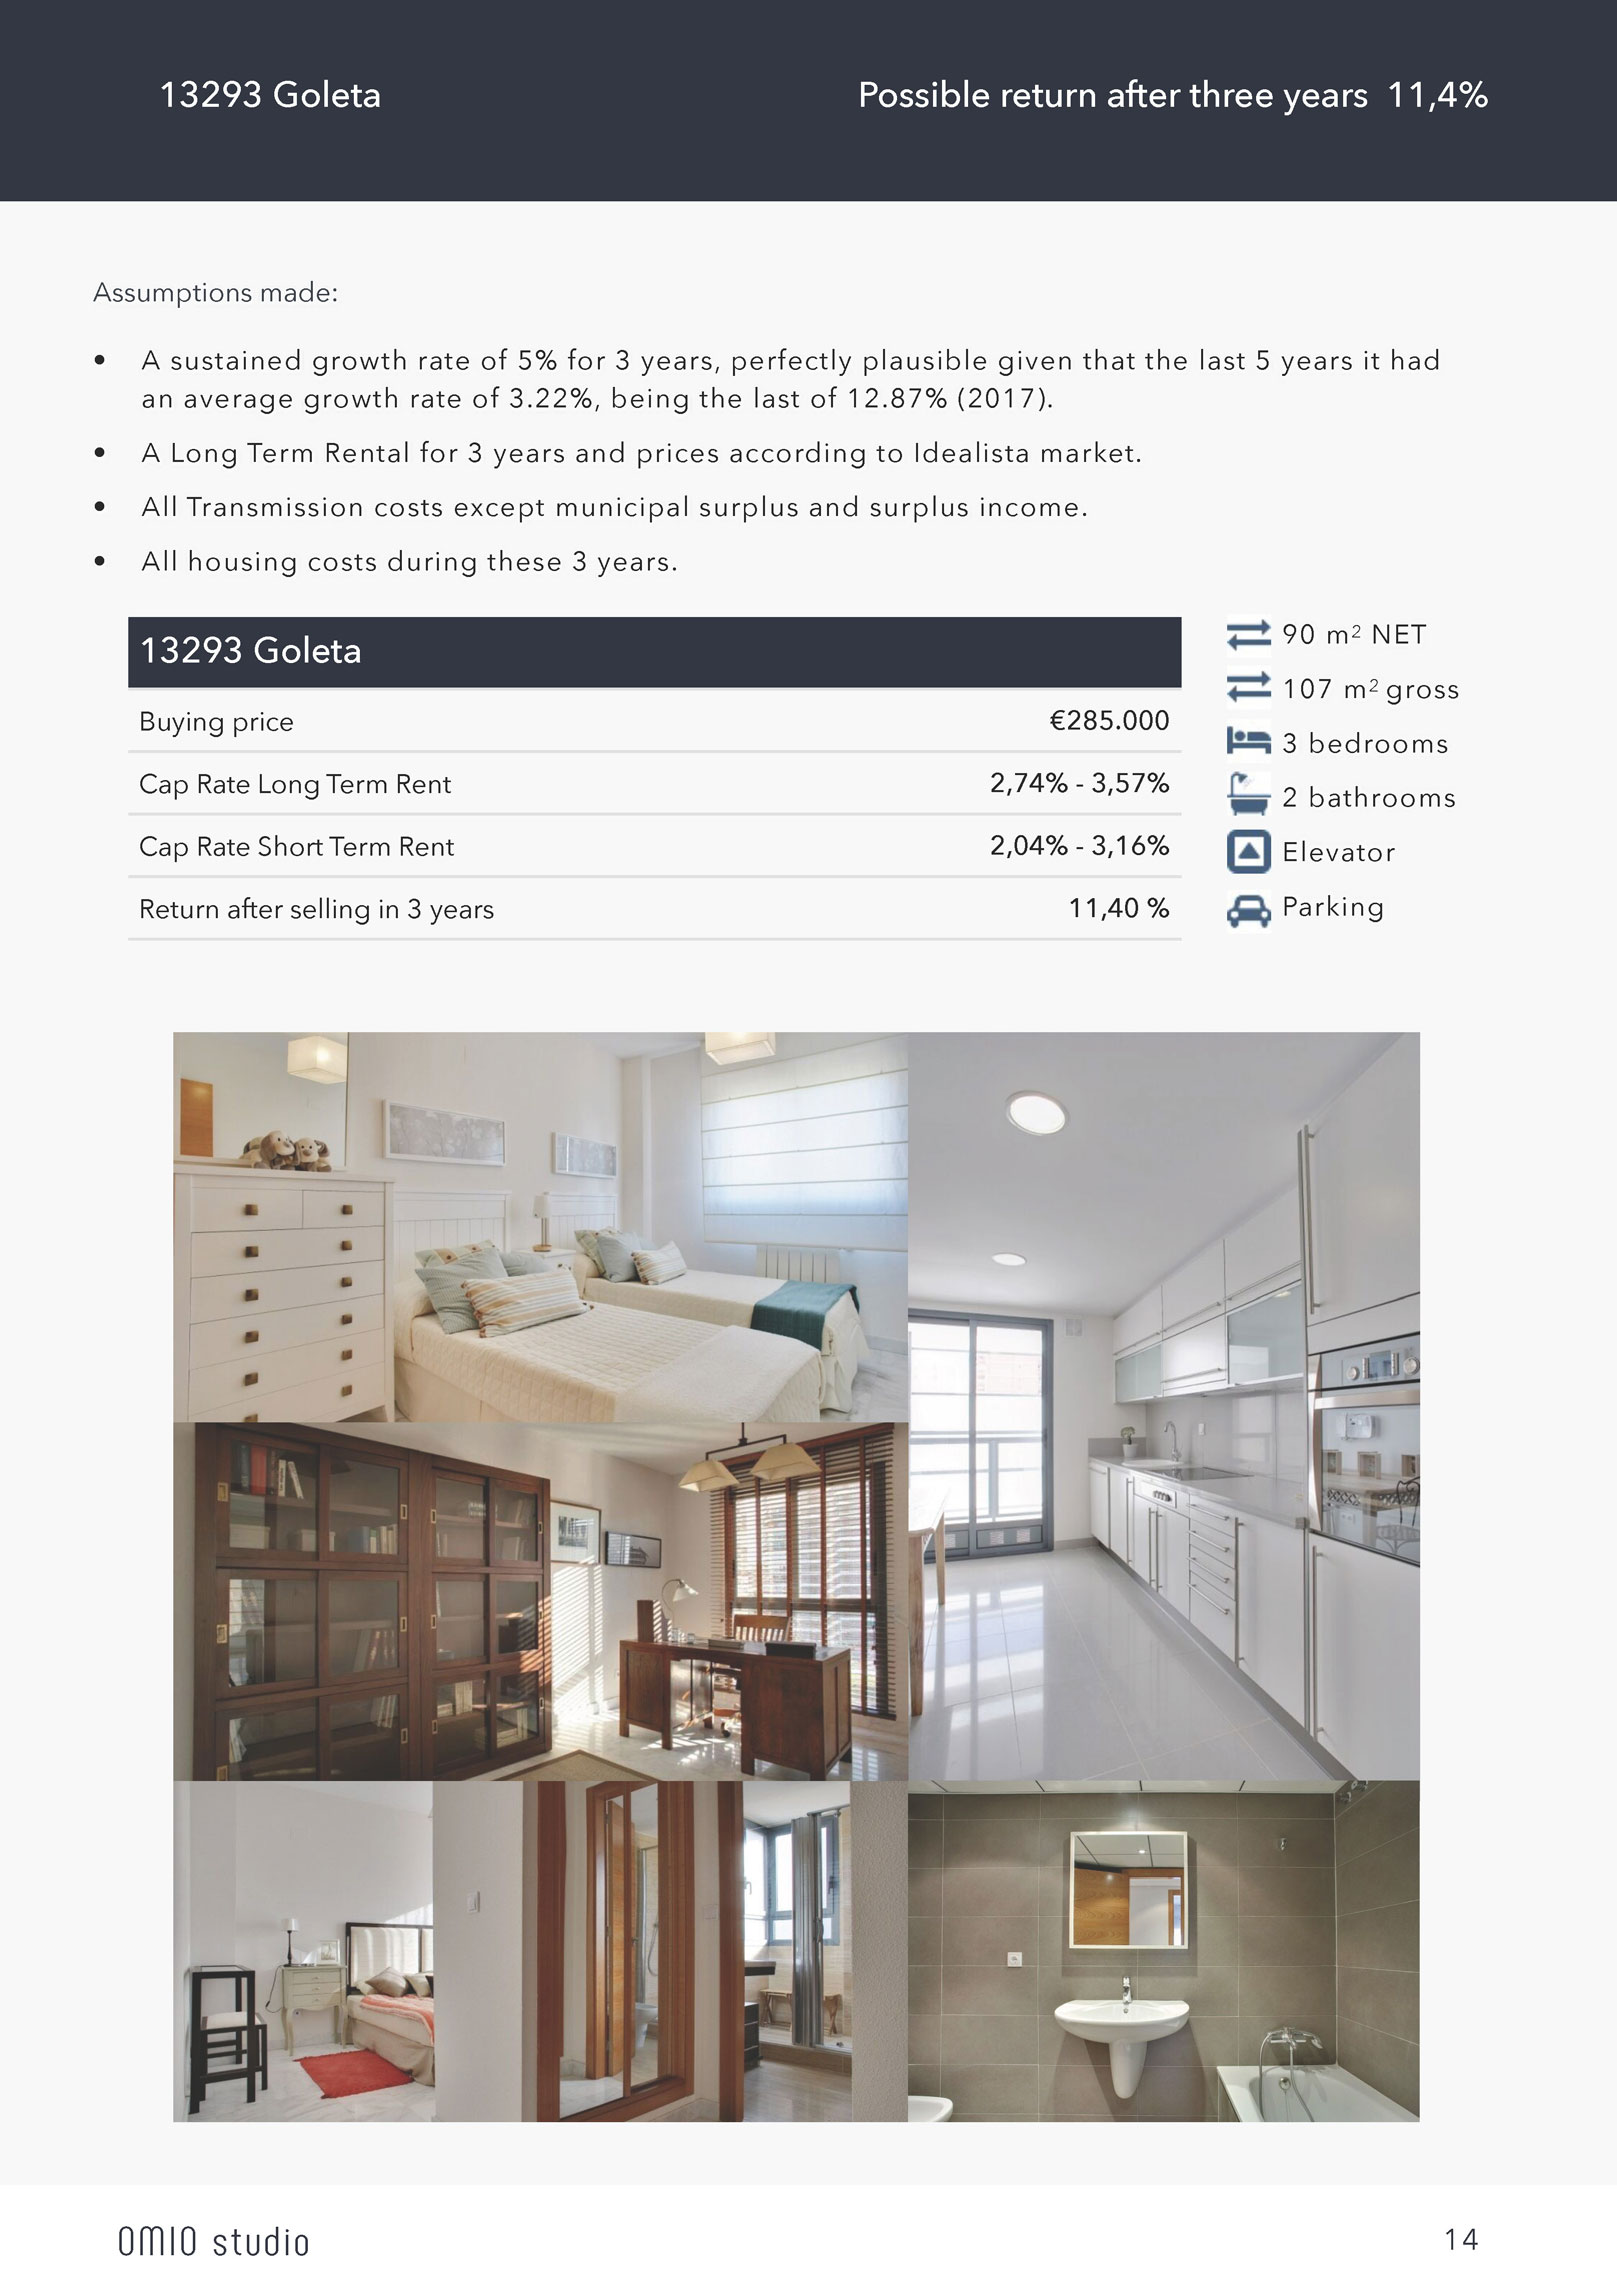 13293 Goleta
Possible return after three years 11,4%
Assumptions made:
• A sustained growth rate of 5% for 3 years, perfectly plausible given that the last 5 years it had
an average growth rate of 3.22%, being the last of 12.87% (2017).
• A Long Term Rental for 3 years and prices according to Idealista market.
• All Transmission costs except municipal surplus and surplus income.
• All housing costs during these 3 years.
13293 Goleta
Buying price €285.000
Cap Rate Long Term Rent 2,74% - 3,57%
Cap Rate Short Term Rent 2,04% - 3,16%
Return after selling in 3 years 11,40 %
90 m² NET
107 m² gross
3 bedrooms
2 bathrooms
Elevator
Parking
OMIO studio
14